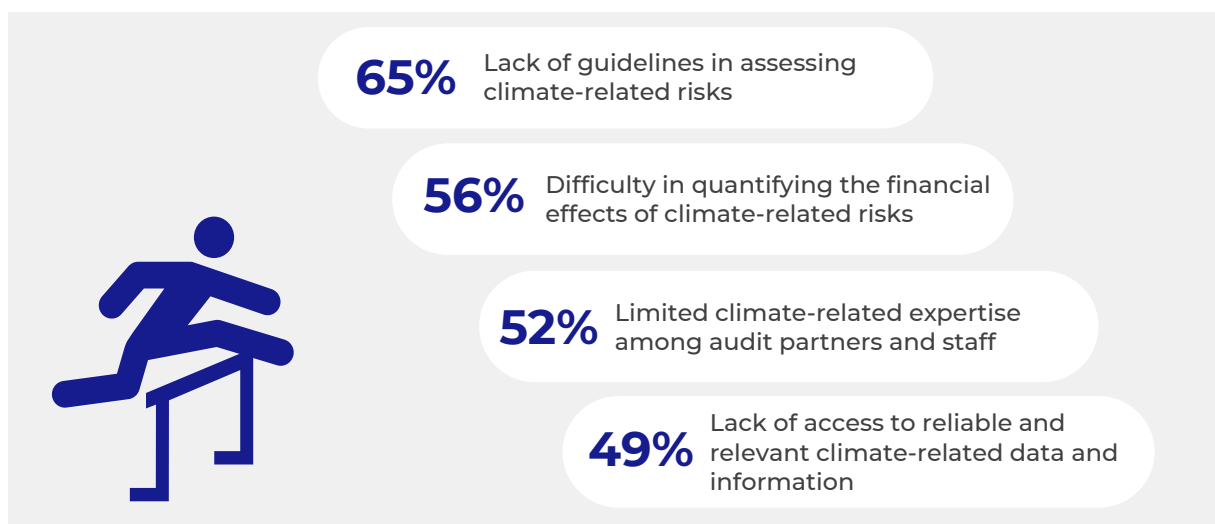 65%
Lack of guidelines in assessing
climate-related risks
56%
Difficulty in quantifying the financial
effects of climate-related risks
52%
Limited climate-related expertise
among audit partners and staff
49%
Lack of access to reliable and
relevant climate-related data and
information